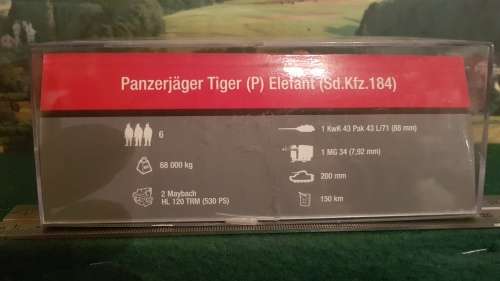 Panzerjäger Tiger (P) Elefant (Sd.Kfz.184)
6
68 000 kg
2 Maybach
HL 120 TRM (530 PS)
1 KwK 43 Pak 43 L/71 (88 mm)
1 MG 34 (7,92 mm)
200 mm
150 km